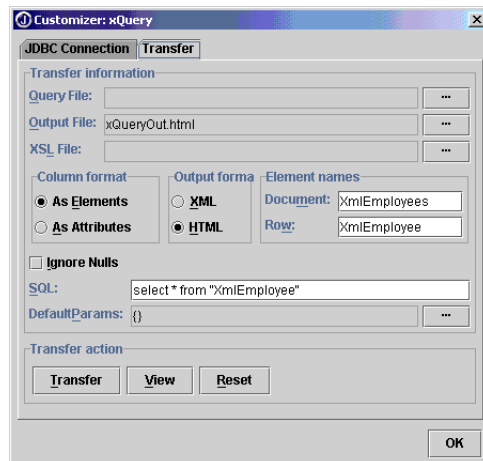 Customizer: xQuery
JDBC Connection Transfer
Transfer information
Query File: ...
Output File: xQueryOut.html ...
XSL File: ...
Column format Output forma Element names
As Elements XML Document: XmlEmployees
As Attributes HTML Row: XmlEmployee
Ignore Nulls
SQL: select * from "XmlEmployee"
DefaultParams: {} ...
Transfer action
Transfer View Reset
OK